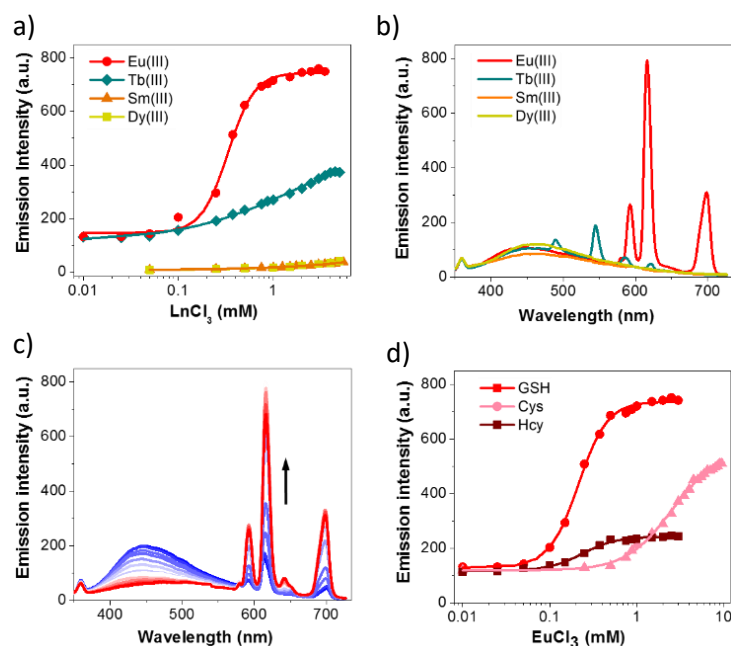 a)
Emission Intensity (a.u.)
800
600
400
200
0
Eu(III)
Tb(III)
Sm(III)
Dy(III)
0.01 0.1 1.0
LnCl₃ (mM)
b)
Emission intensity (a.u.)
800
600
400
200
0
Eu(III)
Tb(III)
Sm(III)
Dy(III)
400 500 600 700
Wavelength (nm)
c)
Emission intensity (a.u.)
800
600
400
200
0
400 500 600 700
Wavelength (nm)
d)
Emission intensity (a.u.)
800
600
400
200
0
GSH
Cys
Hcy
0.01 0.1 1 10
EuCl₃ (mM)